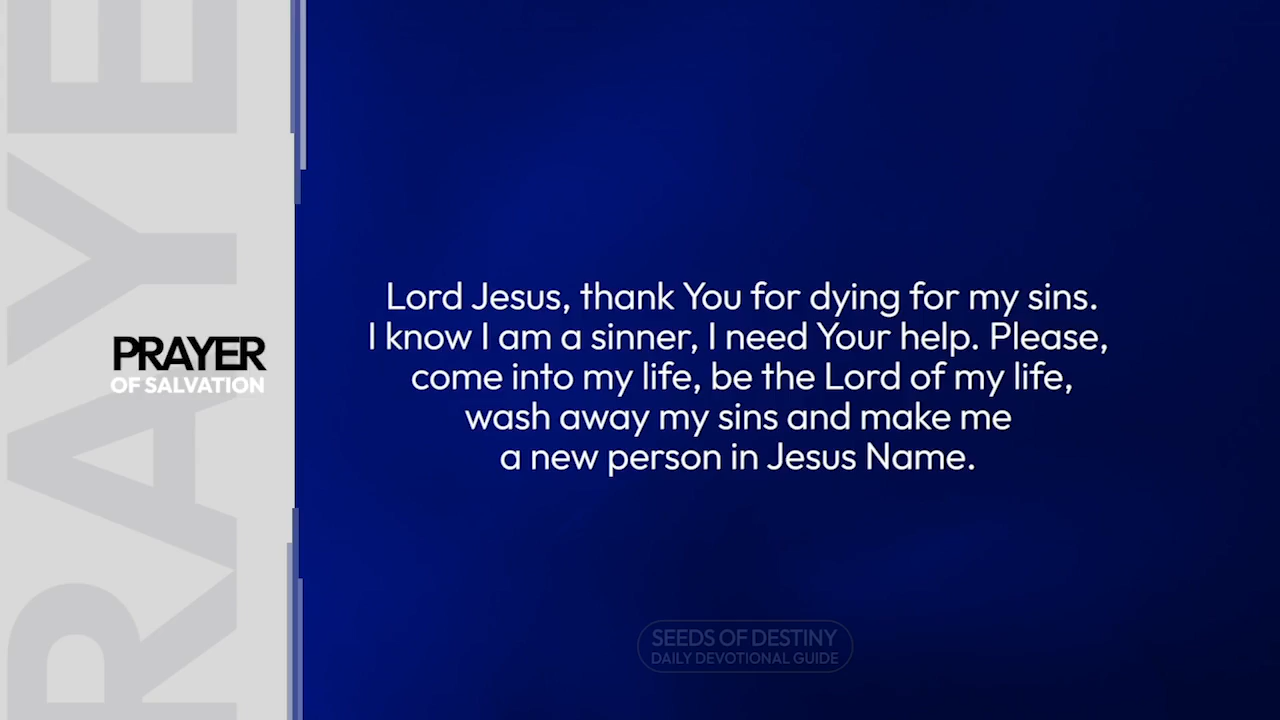 PRAYER
PRAYER
OF SALVATION
Lord Jesus, thank You for dying for my sins.
I know I am a sinner, I need Your help. Please,
come into my life, be the Lord of my life,
wash away my sins and make me
a new person in Jesus Name.
SEEDS OF DESTINY
DAILY DEVOTIONAL GUIDE